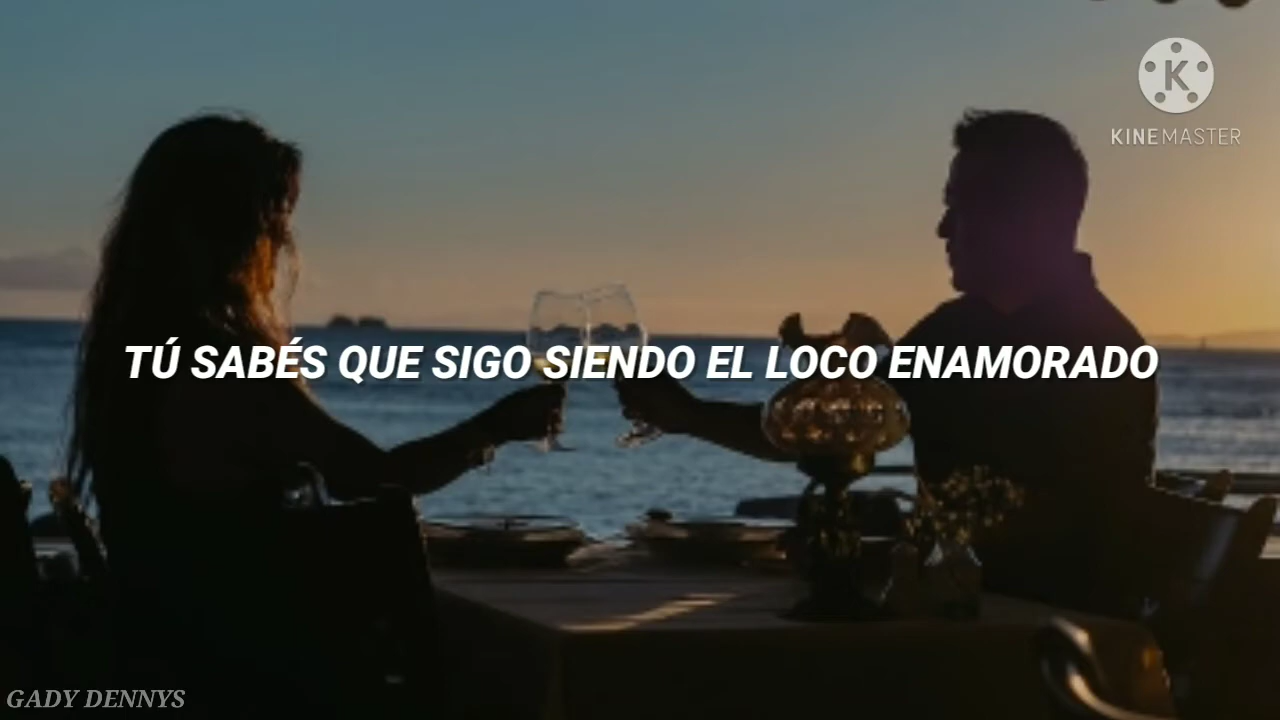 K
KINEMASTER
TÚ SABÉS QUE SIGO SIENDO EL LOCO ENAMORADO
GADY DENNYS